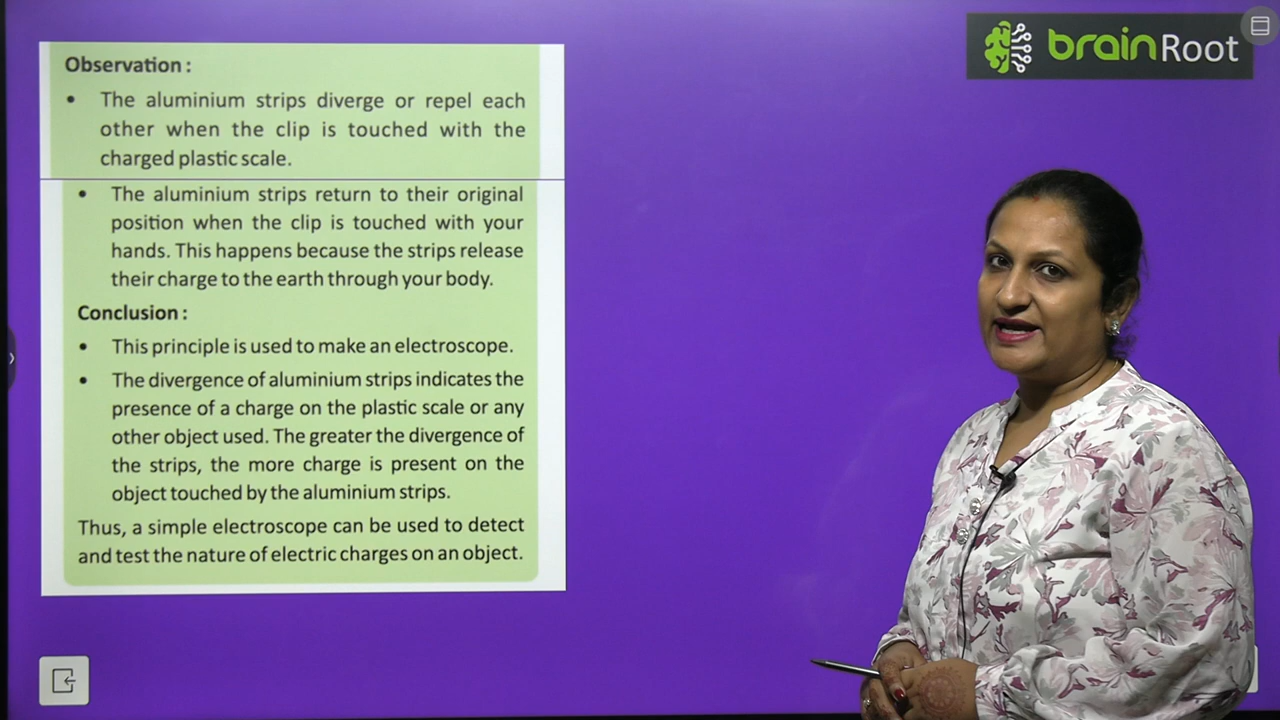 brainRoot
Observation :
• The aluminium strips diverge or repel each
other when the clip is touched with the
charged plastic scale.
• The aluminium strips return to their original
position when the clip is touched with your
hands. This happens because the strips release
their charge to the earth through your body.
Conclusion :
• This principle is used to make an electroscope.
• The divergence of aluminium strips indicates the
presence of a charge on the plastic scale or any
other object used. The greater the divergence of
the strips, the more charge is present on the
object touched by the aluminium strips.
Thus, a simple electroscope can be used to detect
and test the nature of electric charges on an object.